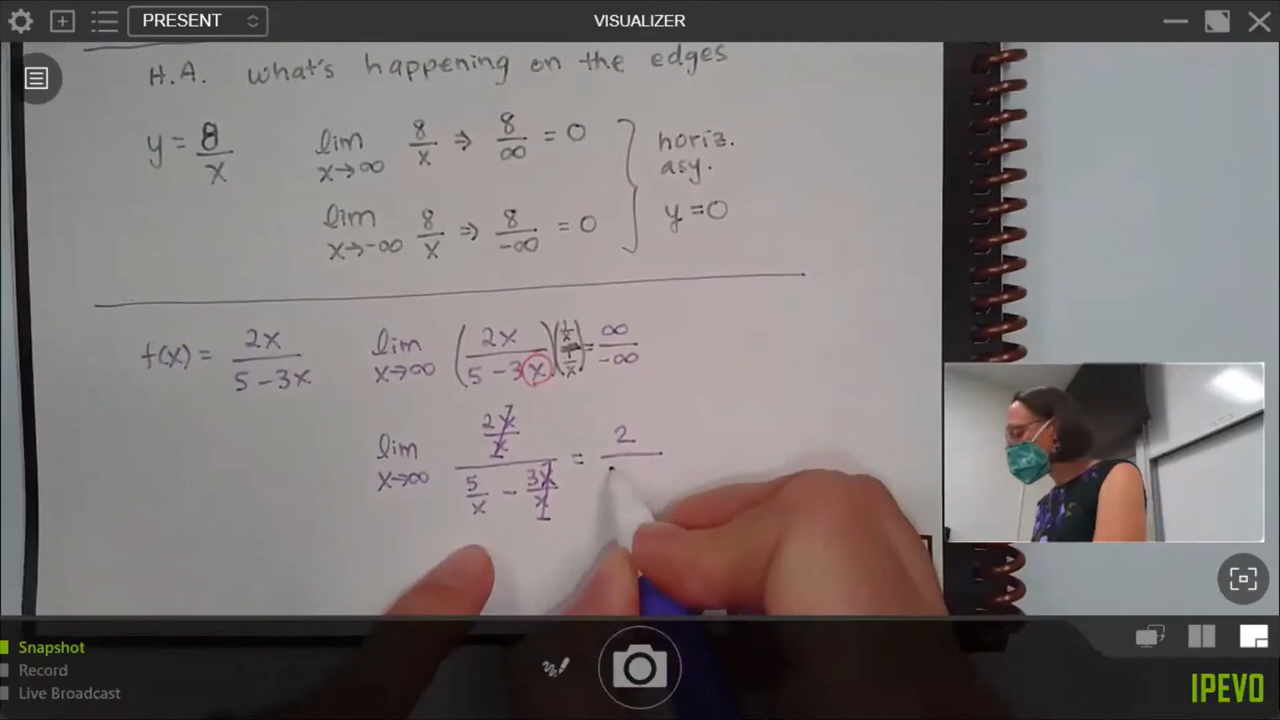 PRESENT
VISUALIZER
H.A. what's happening on the edges
y = 8/x lim x→∞ 8/x ⇒ 8/∞ = 0 } horiz. asy. y=0
lim x→-∞ 8/x ⇒ 8/-∞ = 0
f(x) = 2x/(5-3x) lim x→∞ (2x/(5-3x)) ((1/x)/(1/x)) = ∞/-∞
lim x→∞ (2x/x)/(5/x - 3x/x) = 2/
Snapshot
Record
Live Broadcast
IPEVO